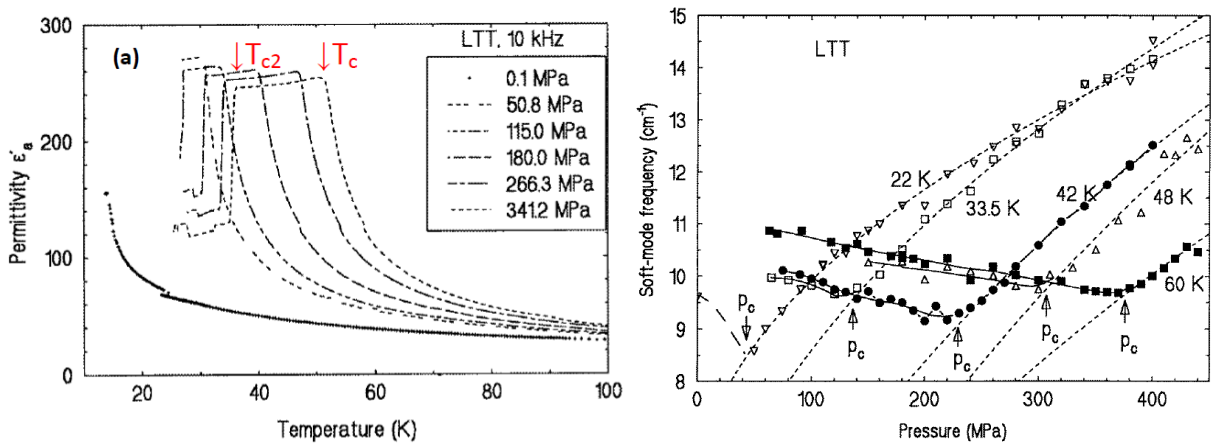 (a)
↓Tc2
↓Tc
LTT, 10 kHz
0.1 MPa
50.8 MPa
115.0 MPa
180.0 MPa
266.3 MPa
341.2 MPa
300
200
100
0
Permittivity ε'a
20
40
60
80
100
Temperature (K)
LTT
15
14
13
12
11
10
9
8
Soft-mode frequency (cm⁻¹)
22 K
33.5 K
42 K
48 K
60 K
pc
pc
pc
pc
pc
0
100
200
300
400
Pressure (MPa)